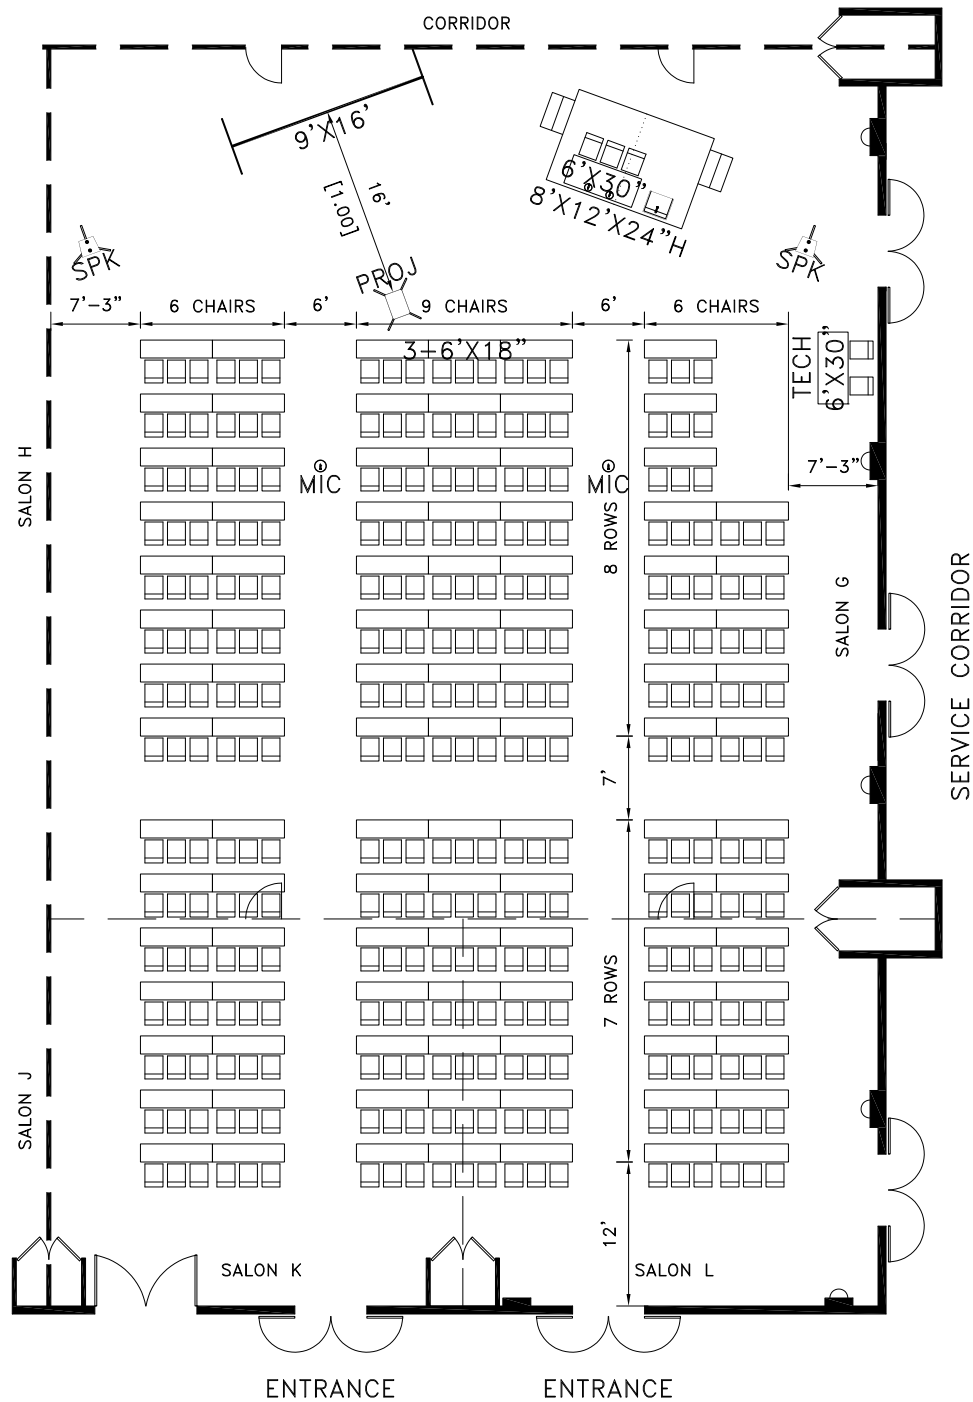 CORRIDOR
9'X16'
16'
[1.00]
6'X30"
8'X12'X24"H
SPK
PROJ
SPK
7'-3"
6 CHAIRS
6'
9 CHAIRS
6'
6 CHAIRS
3-6'X18"
TECH
6'X30"
7'-3"
MIC
MIC
SALON H
8 ROWS
SALON G
SERVICE CORRIDOR
7'
7 ROWS
SALON J
12'
SALON K
SALON L
ENTRANCE
ENTRANCE